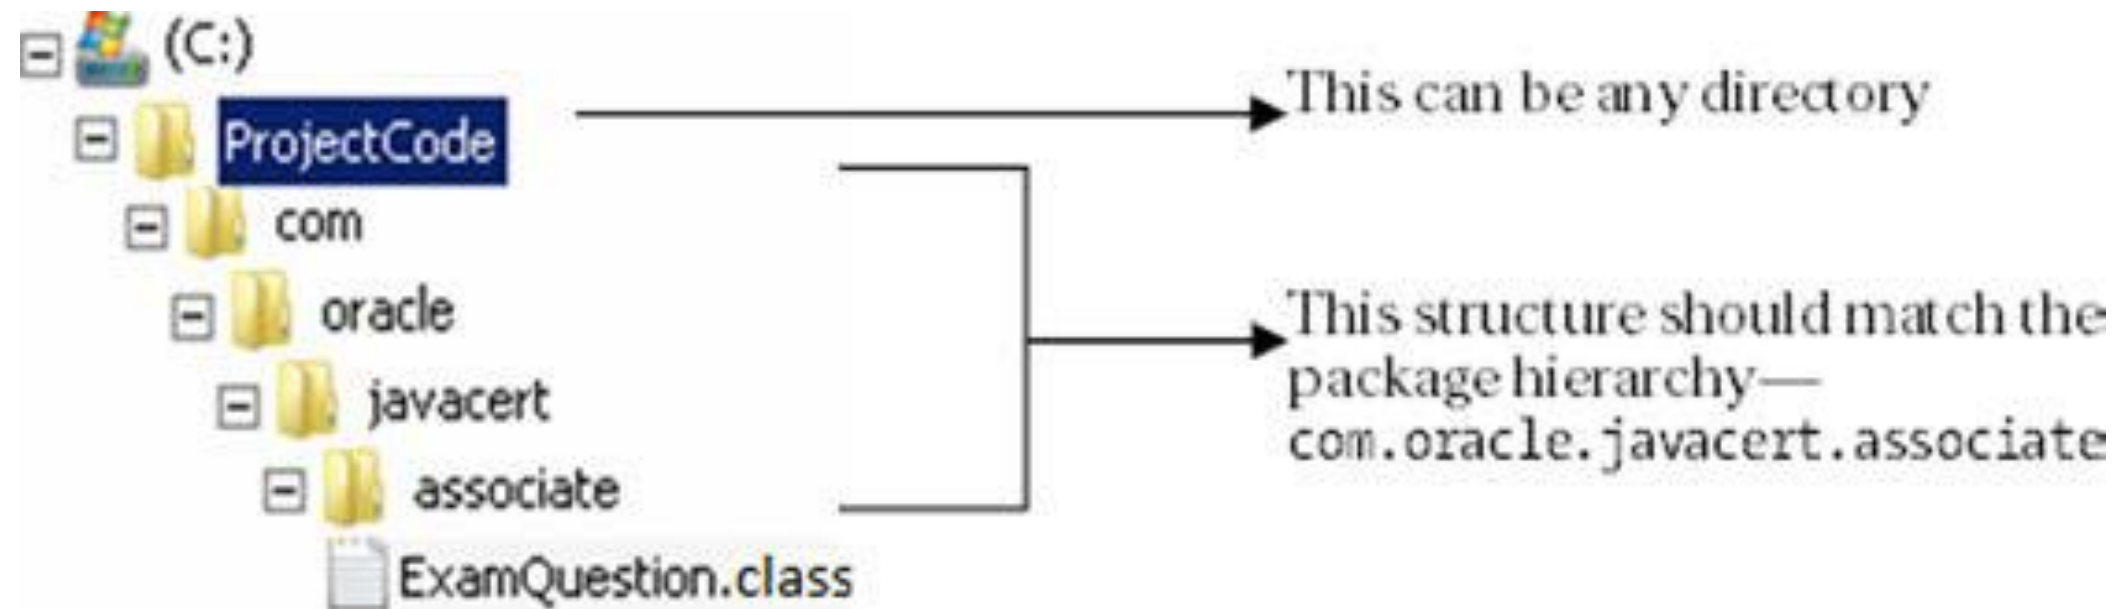 (C:)
This can be any directory
ProjectCode
com
oracle
This structure should match the
package hierarchy—
javacert
com.oracle.javacert.associate
associate
ExamQuestion.class